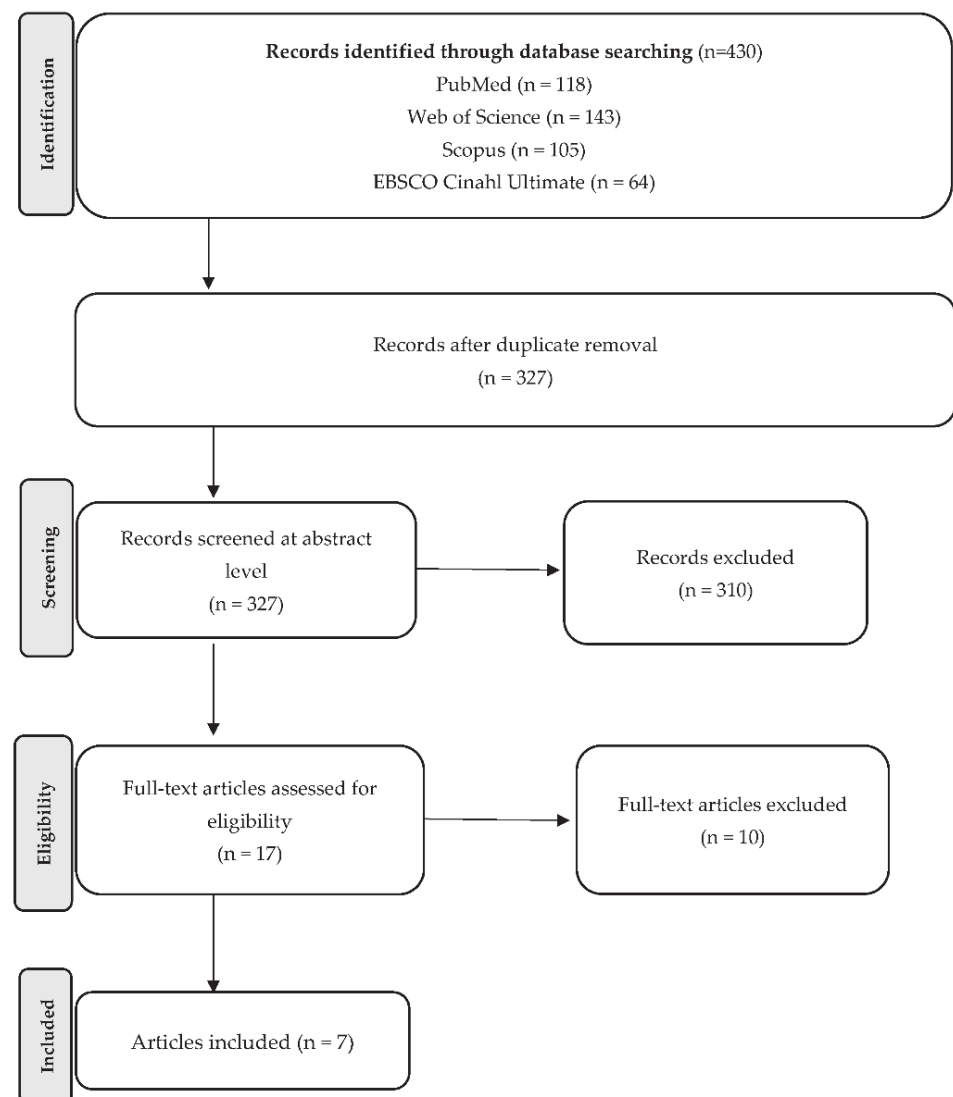 Identification
Records identified through database searching (n=430)
PubMed (n = 118)
Web of Science (n = 143)
Scopus (n = 105)
EBSCO Cinahl Ultimate (n = 64)
Records after duplicate removal
(n = 327)
Screening
Records screened at abstract
level
(n = 327)
Records excluded
(n = 310)
Eligibility
Full-text articles assessed for
eligibility
(n = 17)
Full-text articles excluded
(n = 10)
Included
Articles included (n = 7)